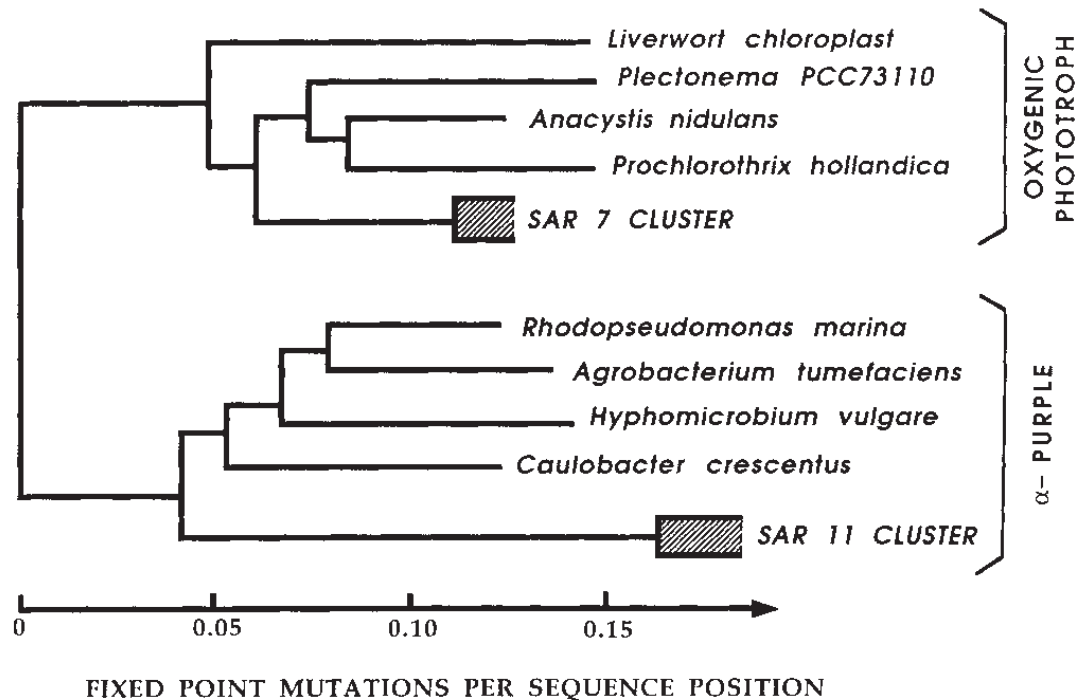 Liverwort chloroplast
Plectonema PCC73110
Anacystis nidulans
Prochlorothrix hollandica
SAR 7 CLUSTER
OXYGENIC
PHOTOTROPH
Rhodopseudomonas marina
Agrobacterium tumefaciens
Hyphomicrobium vulgare
Caulobacter crescentus
SAR 11 CLUSTER
α- PURPLE
0 0.05 0.10 0.15
FIXED POINT MUTATIONS PER SEQUENCE POSITION